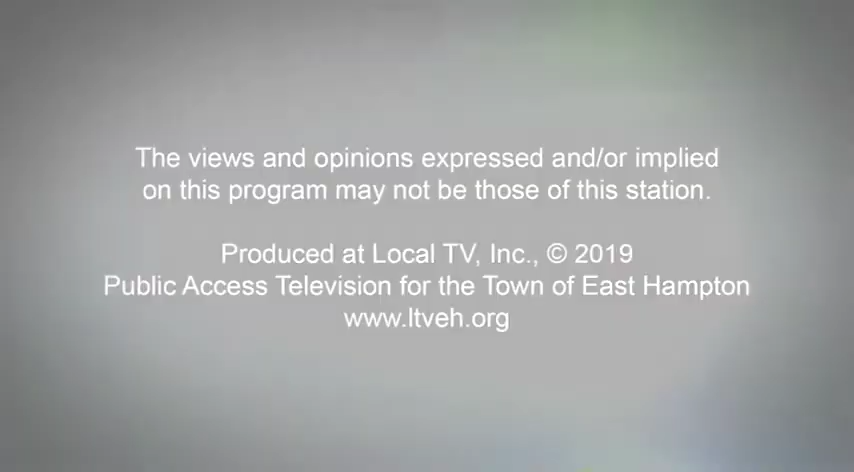 The views and opinions expressed and/or implied
on this program may not be those of this station.
Produced at Local TV, Inc., © 2019
Public Access Television for the Town of East Hampton
www.ltveh.org